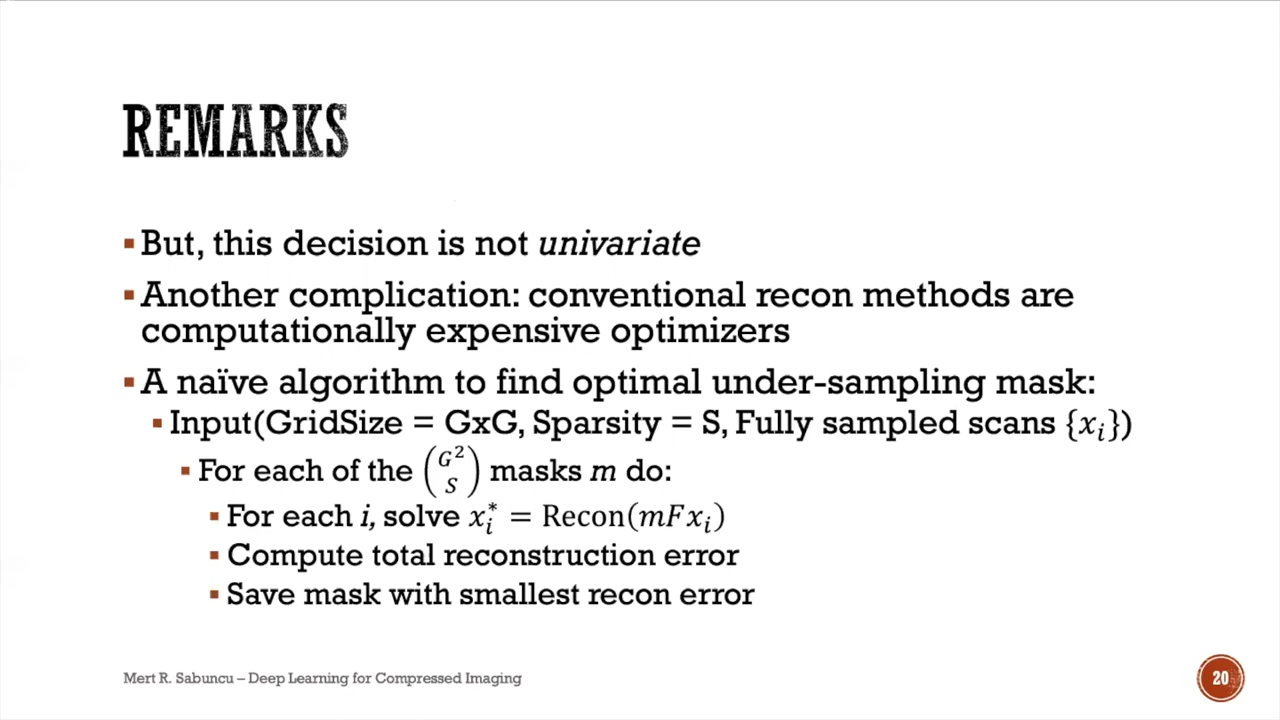 REMARKS
▪ But, this decision is not univariate
▪ Another complication: conventional recon methods are
computationally expensive optimizers
▪ A naïve algorithm to find optimal under-sampling mask:
▪ Input(GridSize = GxG, Sparsity = S, Fully sampled scans {xᵢ})
▪ For each of the (G² S) masks m do:
▪ For each i, solve xᵢ* = Recon(mFxᵢ)
▪ Compute total reconstruction error
▪ Save mask with smallest recon error
Mert R. Sabuncu – Deep Learning for Compressed Imaging
20